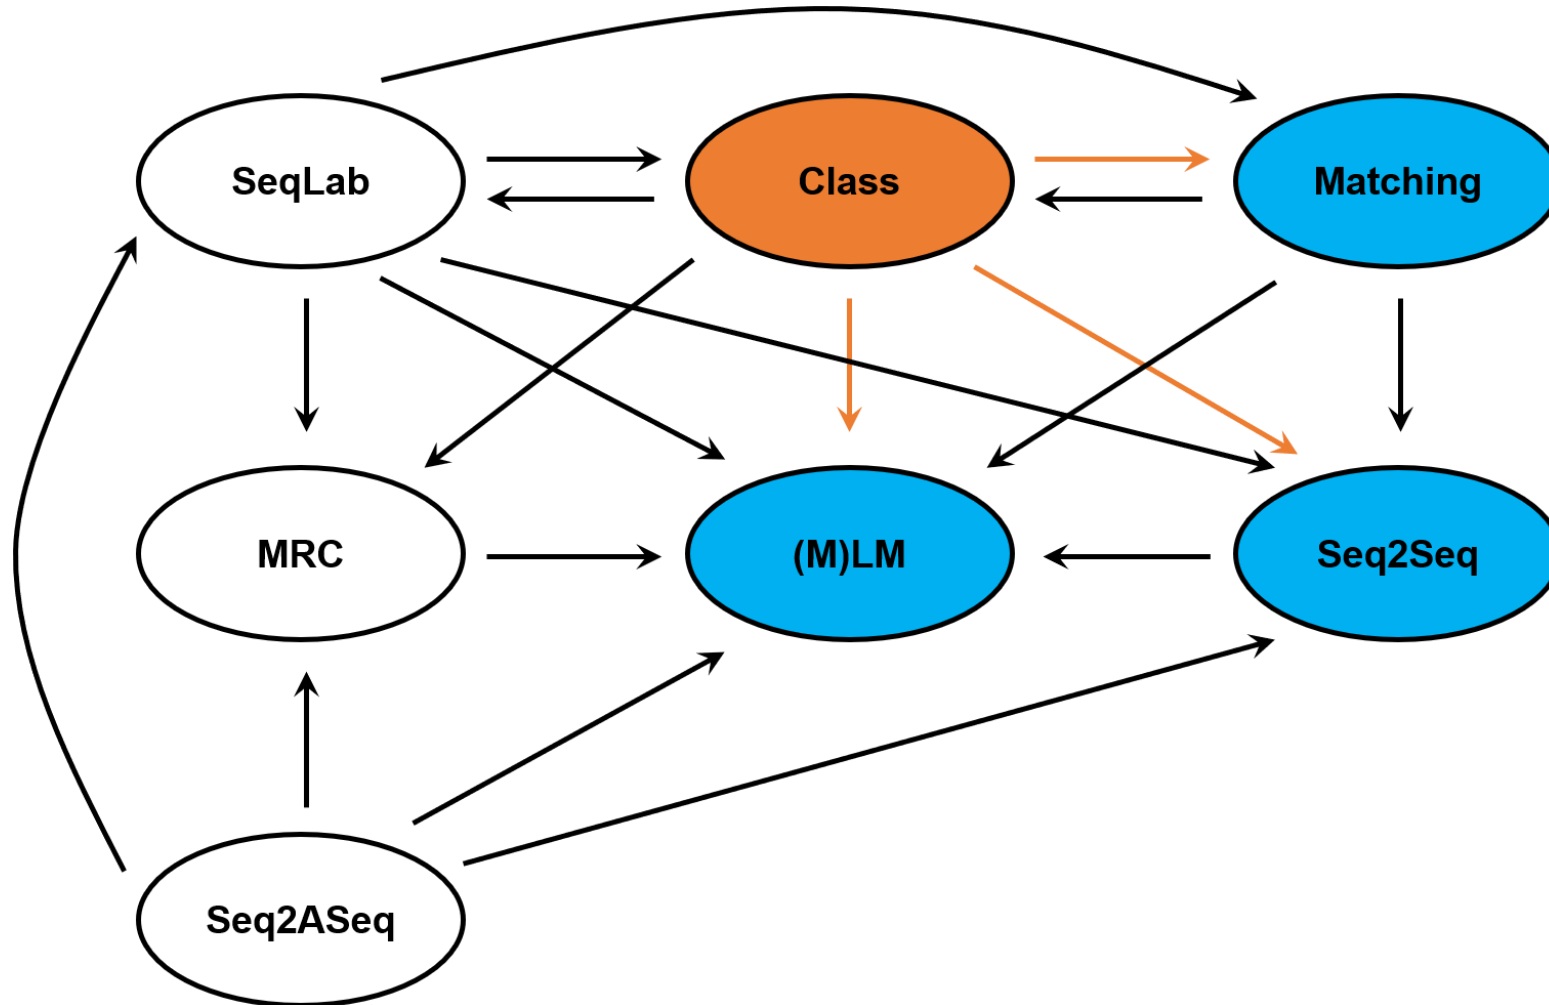 SeqLab
Class
Matching
MRC
(M)LM
Seq2Seq
Seq2ASeq